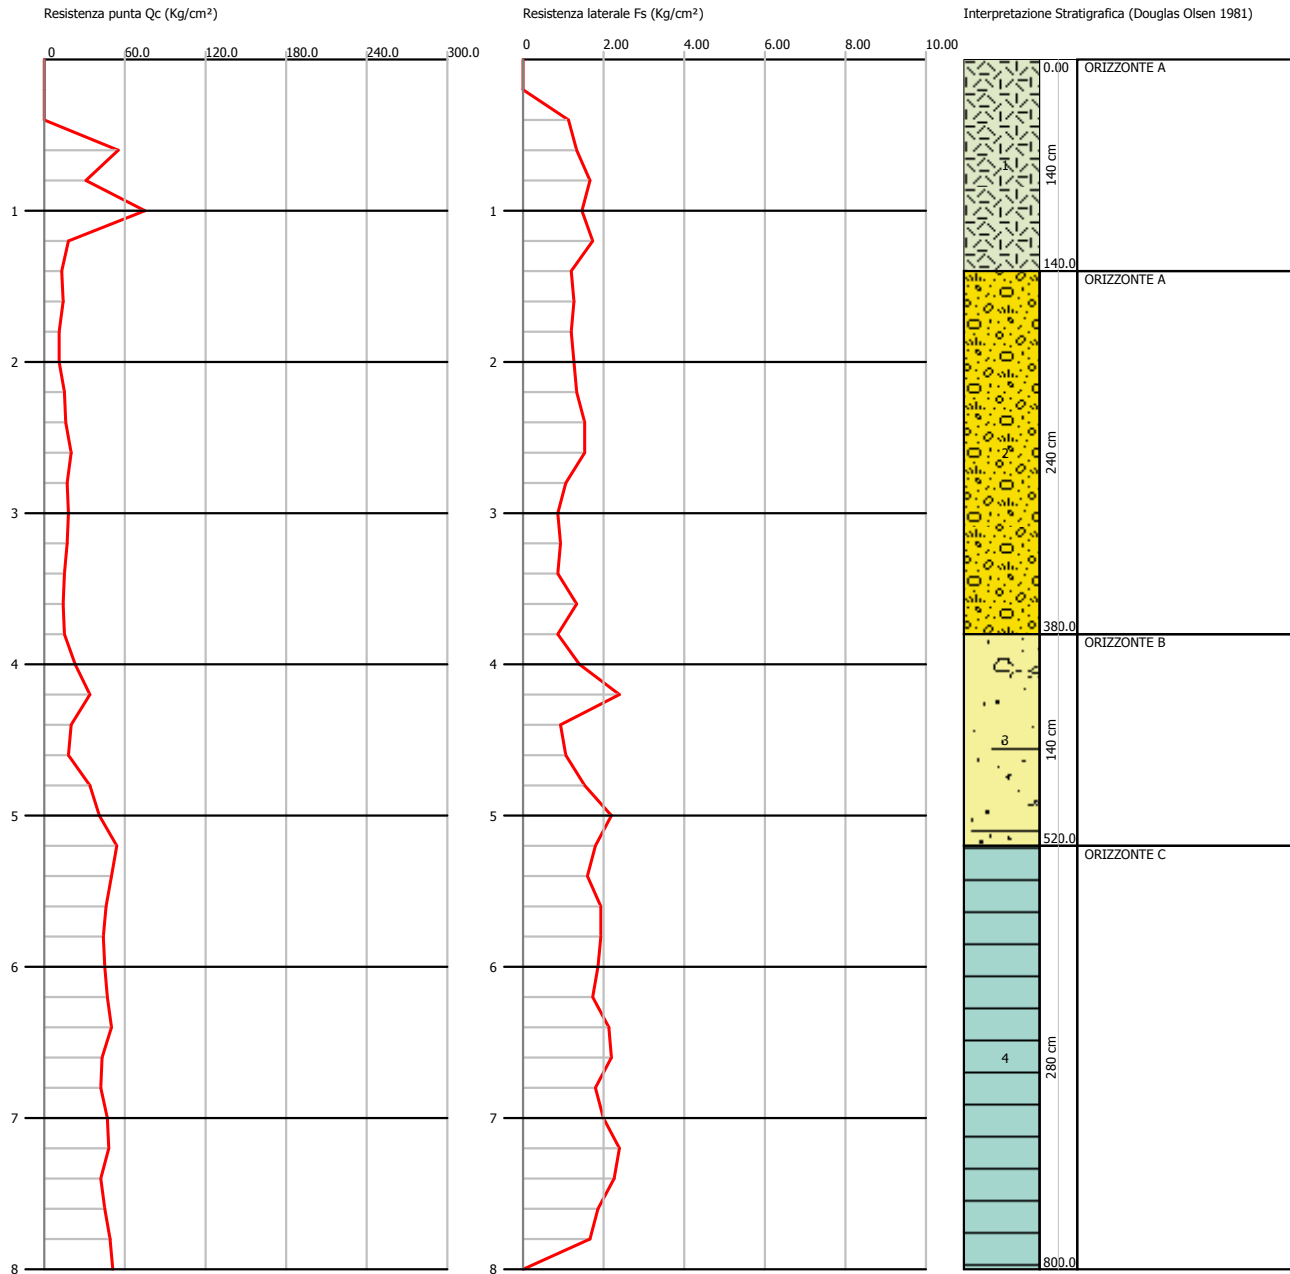 Resistenza punta Qc (Kg/cm²)
Resistenza laterale Fs (Kg/cm²)
Interpretazione Stratigrafica (Douglas Olsen 1981)
0 60.0 120.0 180.0 240.0 300.0
0 2.00 4.00 6.00 8.00 10.00
0.00
ORIZZONTE A
1
140 cm
1
1
140.0
ORIZZONTE A
2
2
2
240 cm
3
3
380.0
ORIZZONTE B
4
4
3
140 cm
5
5
520.0
ORIZZONTE C
6
6
4
280 cm
7
7
8
8
800.0